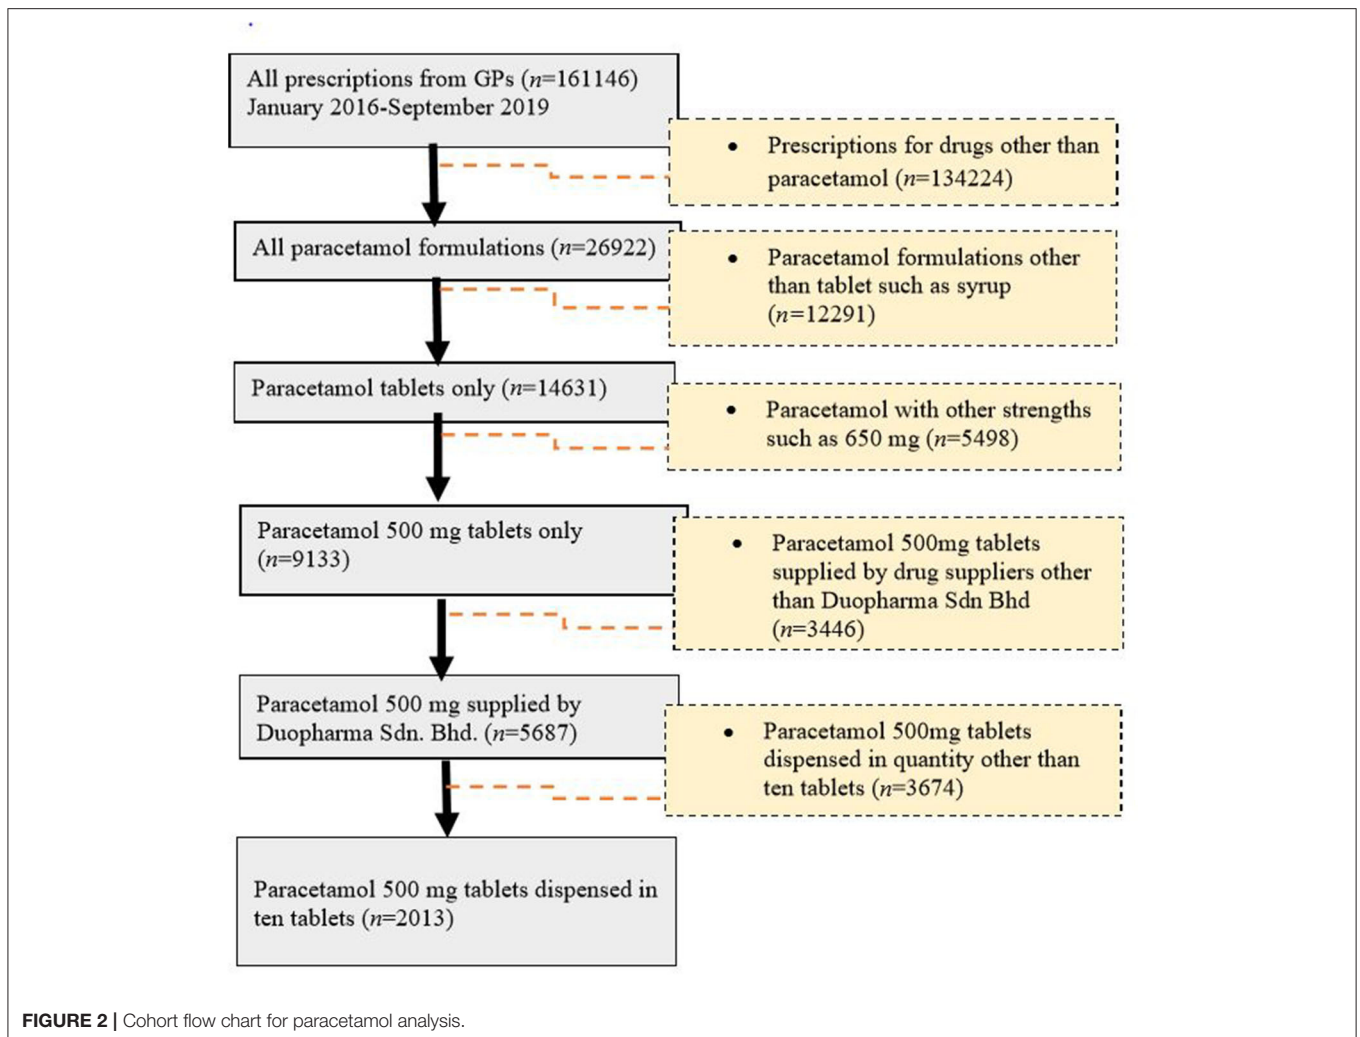 All prescriptions from GPs (n=161146)
January 2016-September 2019
• Prescriptions for drugs other than
paracetamol (n=134224)
All paracetamol formulations (n=26922)
• Paracetamol formulations other
than tablet such as syrup
(n=12291)
Paracetamol tablets only (n=14631)
• Paracetamol with other strengths
such as 650 mg (n=5498)
Paracetamol 500 mg tablets only
(n=9133)
• Paracetamol 500mg tablets
supplied by drug suppliers other
than Duopharma Sdn Bhd
(n=3446)
Paracetamol 500 mg supplied by
Duopharma Sdn. Bhd. (n=5687)
• Paracetamol 500mg tablets
dispensed in quantity other than
ten tablets (n=3674)
Paracetamol 500 mg tablets dispensed in
ten tablets (n=2013)
FIGURE 2 | Cohort flow chart for paracetamol analysis.